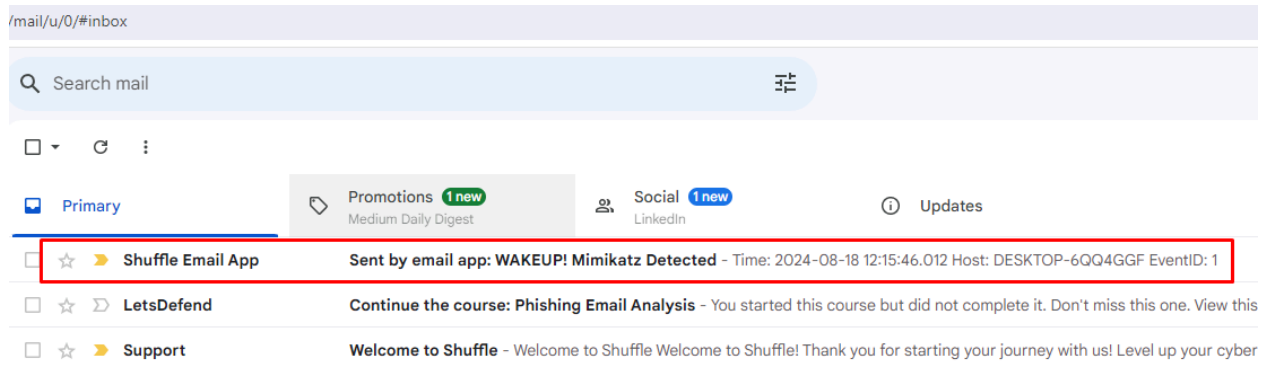 /mail/u/0/#inbox
Search mail
Primary
Promotions 1 new
Medium Daily Digest
Social 1 new
LinkedIn
Updates
Shuffle Email App Sent by email app: WAKEUP! Mimikatz Detected - Time: 2024-08-18 12:15:46.012 Host: DESKTOP-6QQ4GGF EventID: 1
LetsDefend Continue the course: Phishing Email Analysis - You started this course but did not complete it. Don't miss this one. View this
Support Welcome to Shuffle - Welcome to Shuffle Welcome to Shuffle! Thank you for starting your journey with us! Level up your cyber